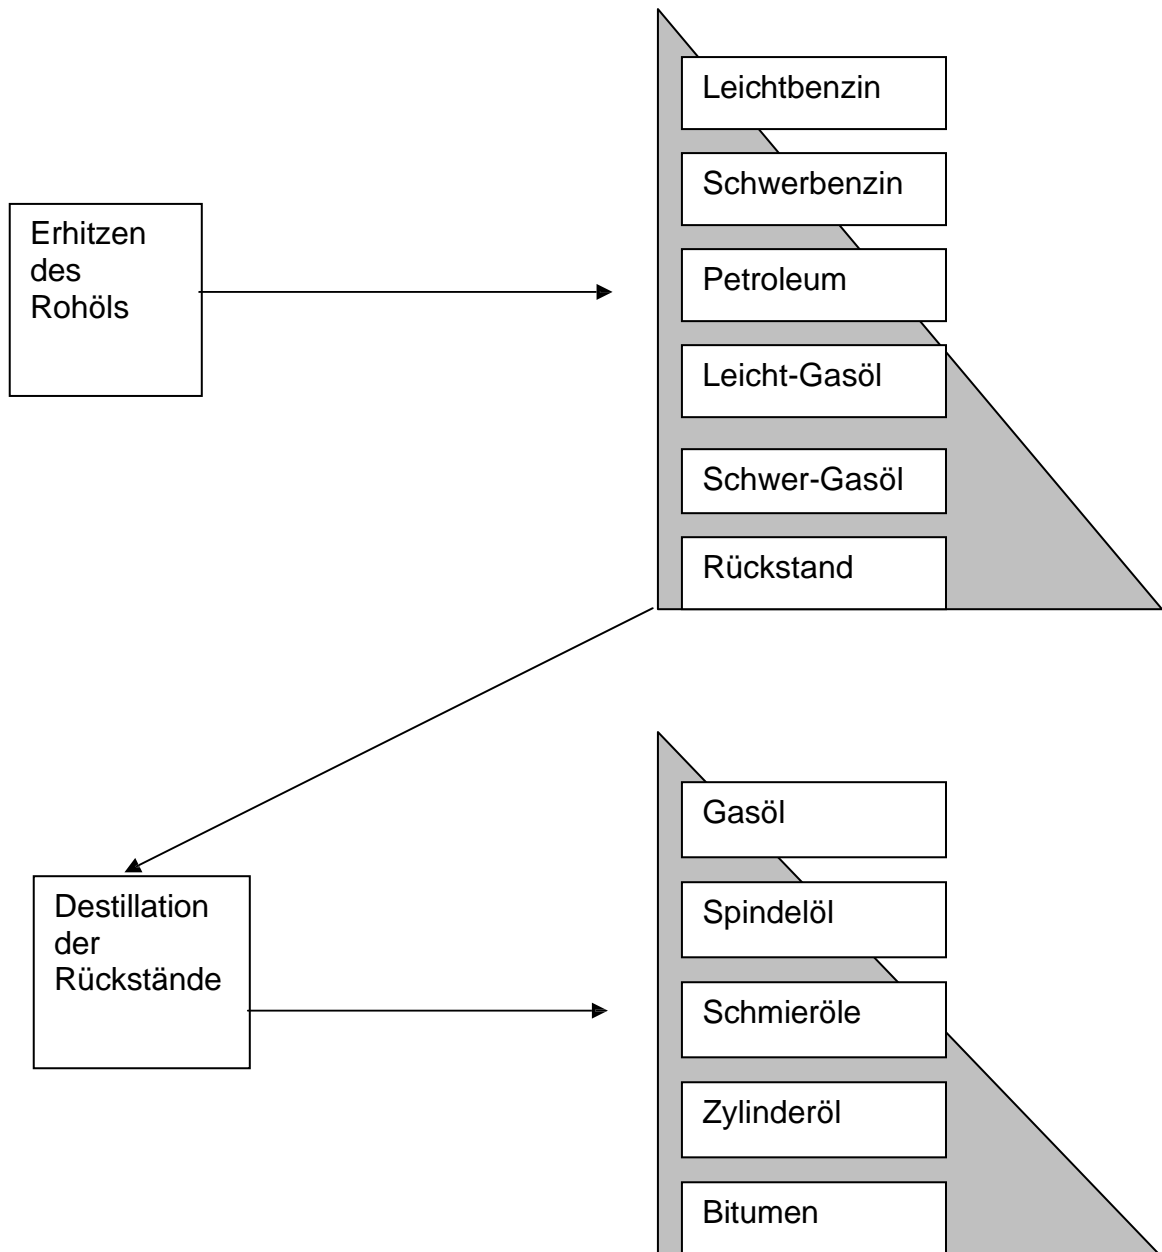 Leichtbenzin
Schwerbenzin
Erhitzen
des
Rohöls
Petroleum
Leicht-Gasöl
Schwer-Gasöl
Rückstand
Gasöl
Destillation
der
Rückstände
Spindelöl
Schmieröle
Zylinderöl
Bitumen